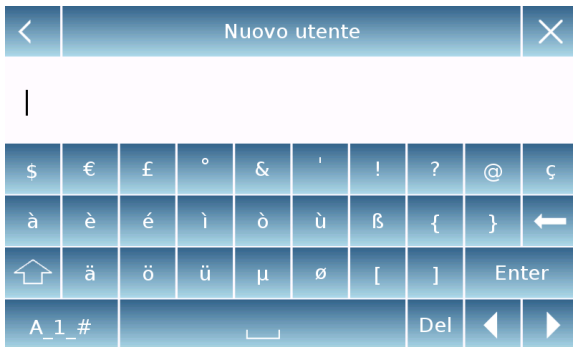 Nuovo utente
$ € £ ° & ' ! ? @ ç
à è é ì ò ù ß { }
ä ö ü µ ø [ ] Enter
A_1_# Del